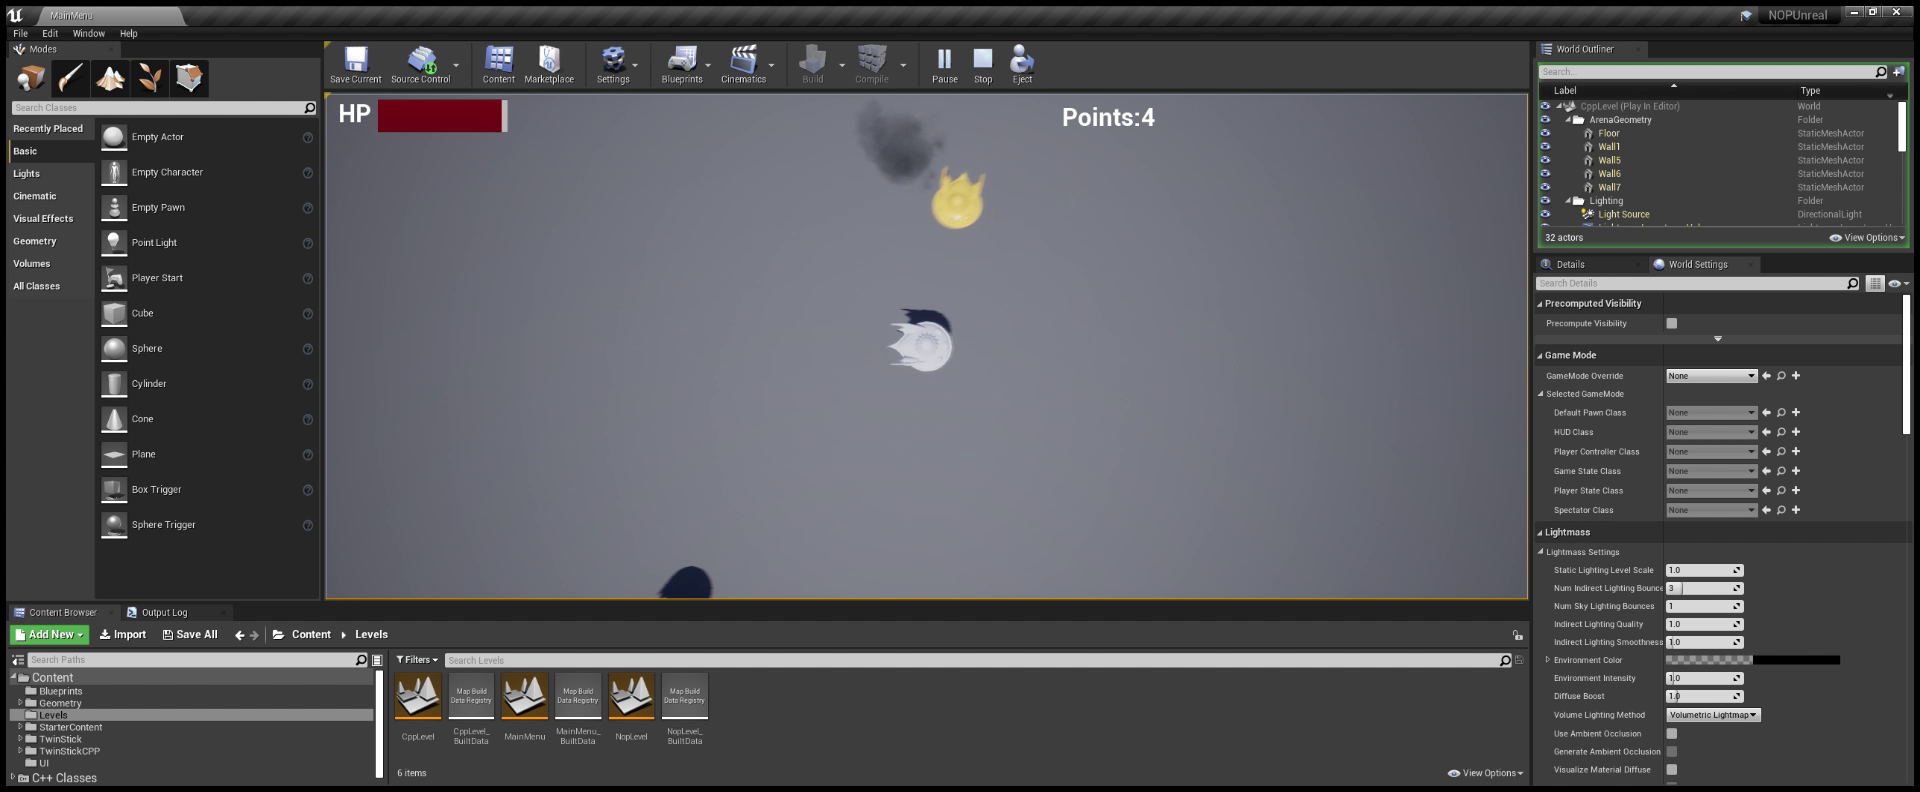 MainMenu
NOPUnreal
File Edit Window Help
Modes
Search Classes
Recently Placed
Basic
Lights
Cinematic
Visual Effects
Geometry
Volumes
All Classes
Empty Actor
Empty Character
Empty Pawn
Point Light
Player Start
Cube
Sphere
Cylinder
Cone
Plane
Box Trigger
Sphere Trigger
Save Current
Source Control
Content
Marketplace
Settings
Blueprints
Cinematics
Build
Compile
Pause
Stop
Eject
HP
Points:4
World Outliner
Search...
Label Type
CppLevel (Play In Editor) World
ArenaGeometry Folder
Floor StaticMeshActor
Wall1 StaticMeshActor
Wall5 StaticMeshActor
Wall6 StaticMeshActor
Wall7 StaticMeshActor
Lighting Folder
Light Source DirectionalLight
32 actors View Options
Details World Settings
Search Details
Precomputed Visibility
Precompute Visibility
Game Mode
GameMode Override None
Selected GameMode
Default Pawn Class None
HUD Class None
Player Controller Class None
Game State Class None
Player State Class None
Spectator Class None
Lightmass
Lightmass Settings
Static Lighting Level Scale 1.0
Num Indirect Lighting Bounce 3
Num Sky Lighting Bounces 1
Indirect Lighting Quality 1.0
Indirect Lighting Smoothness 1.0
Environment Color
Environment Intensity 1.0
Diffuse Boost 1.0
Volume Lighting Method Volumetric Lightmap
Use Ambient Occlusion
Generate Ambient Occlusion
Visualize Material Diffuse
Content Browser Output Log
Add New Import Save All Content Levels
Search Paths
Content
Blueprints
Geometry
Levels
StarterContent
TwinStick
TwinStickCPP
UI
C++ Classes
Filters Search Levels
Map Build
Data Registry
Map Build
Data Registry
Map Build
Data Registry
CppLevel
CppLevel_
BuiltData
MainMenu
MainMenu_
BuiltData
NopLevel
NopLevel_
BuiltData
6 items View Options